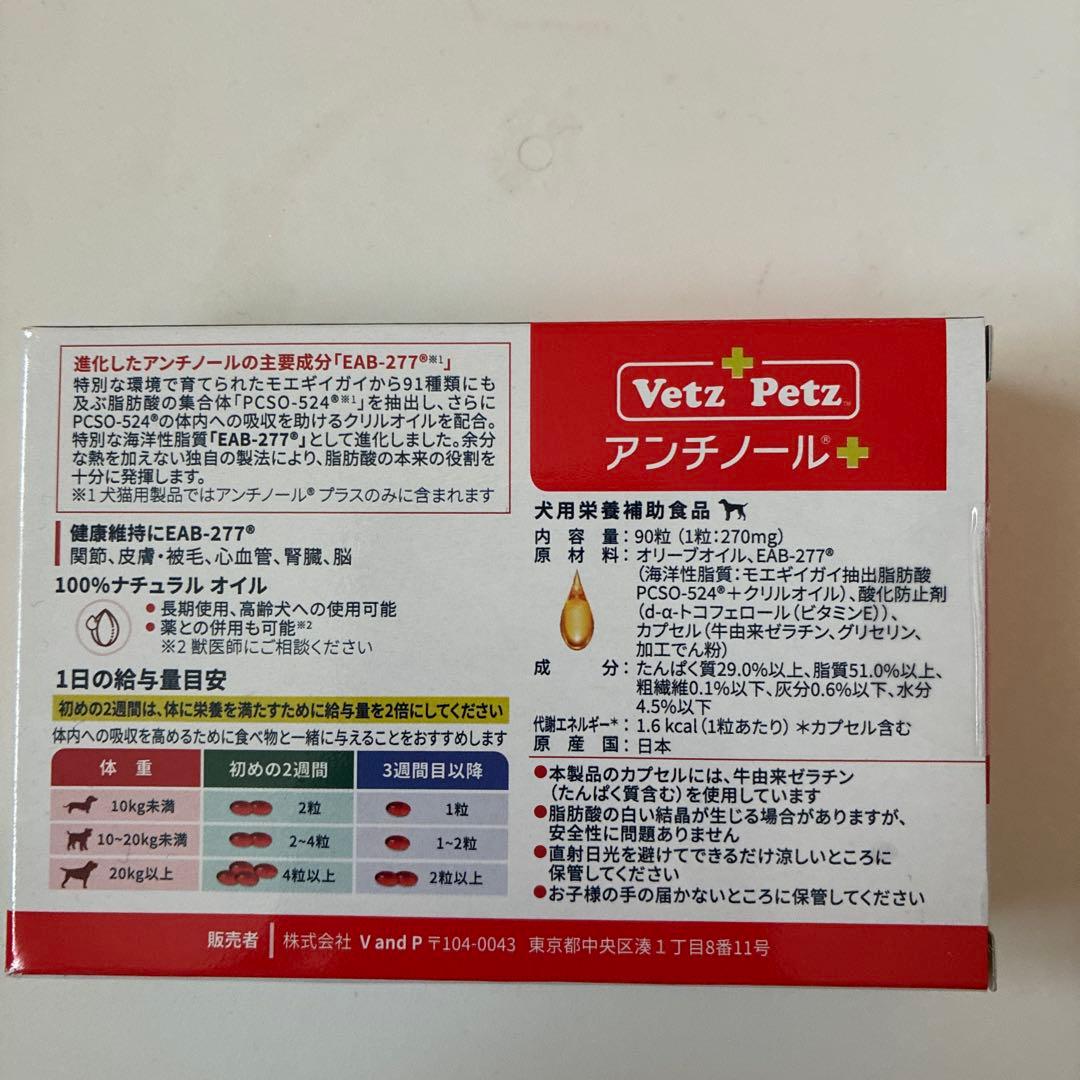 進化したアンチノールの主要成分「EAB-277®※1」
特別な環境で育てられたモエギイガイから91種類にも
及ぶ脂肪酸の集合体「PCSO-524®※1」を抽出し、さらに
PCSO-524®の体内への吸収を助けるクリルオイルを配合。
特別な海洋性脂質「EAB-277®」として進化しました。余分
な熱を加えない独自の製法により、脂肪酸の本来の役割を
十分に発揮します。
※1 犬猫用製品ではアンチノール® プラスのみに含まれます
健康維持にEAB-277®
関節、皮膚・被毛、心血管、腎臓、脳
100%ナチュラル オイル
●長期使用、高齢犬への使用可能
●薬との併用も可能※2
※2 獣医師にご相談ください
1日の給与量目安
初めの2週間は、体に栄養を満たすために給与量を2倍にしてください
体内への吸収を高めるために食べ物と一緒に与えることをおすすめします
体 重 初めの2週間 3週間目以降
10kg未満 2粒 1粒
10~20kg未満 2~4粒 1~2粒
20kg以上 4粒以上 2粒以上
Vetz Petz™
アンチノール®
犬用栄養補助食品
内 容 量：90粒（1粒：270mg）
原 材 料：オリーブオイル、EAB-277®
（海洋性脂質：モエギイガイ抽出脂肪酸
PCSO-524®＋クリルオイル）、酸化防止剤
（d-α-トコフェロール（ビタミンE））、
カプセル（牛由来ゼラチン、グリセリン、
加工でん粉）
成 分：たんぱく質29.0%以上、脂質51.0%以上、
粗繊維0.1%以下、灰分0.6%以下、水分
4.5%以下
代謝エネルギー*：1.6 kcal（1粒あたり）＊カプセル含む
原 産 国：日本
●本製品のカプセルには、牛由来ゼラチン
（たんぱく質含む）を使用しています
●脂肪酸の白い結晶が生じる場合がありますが、
安全性に問題ありません
●直射日光を避けてできるだけ涼しいところに
保管してください
●お子様の手の届かないところに保管してください
販売者 株式会社 V and P 〒104-0043 東京都中央区湊1丁目8番11号